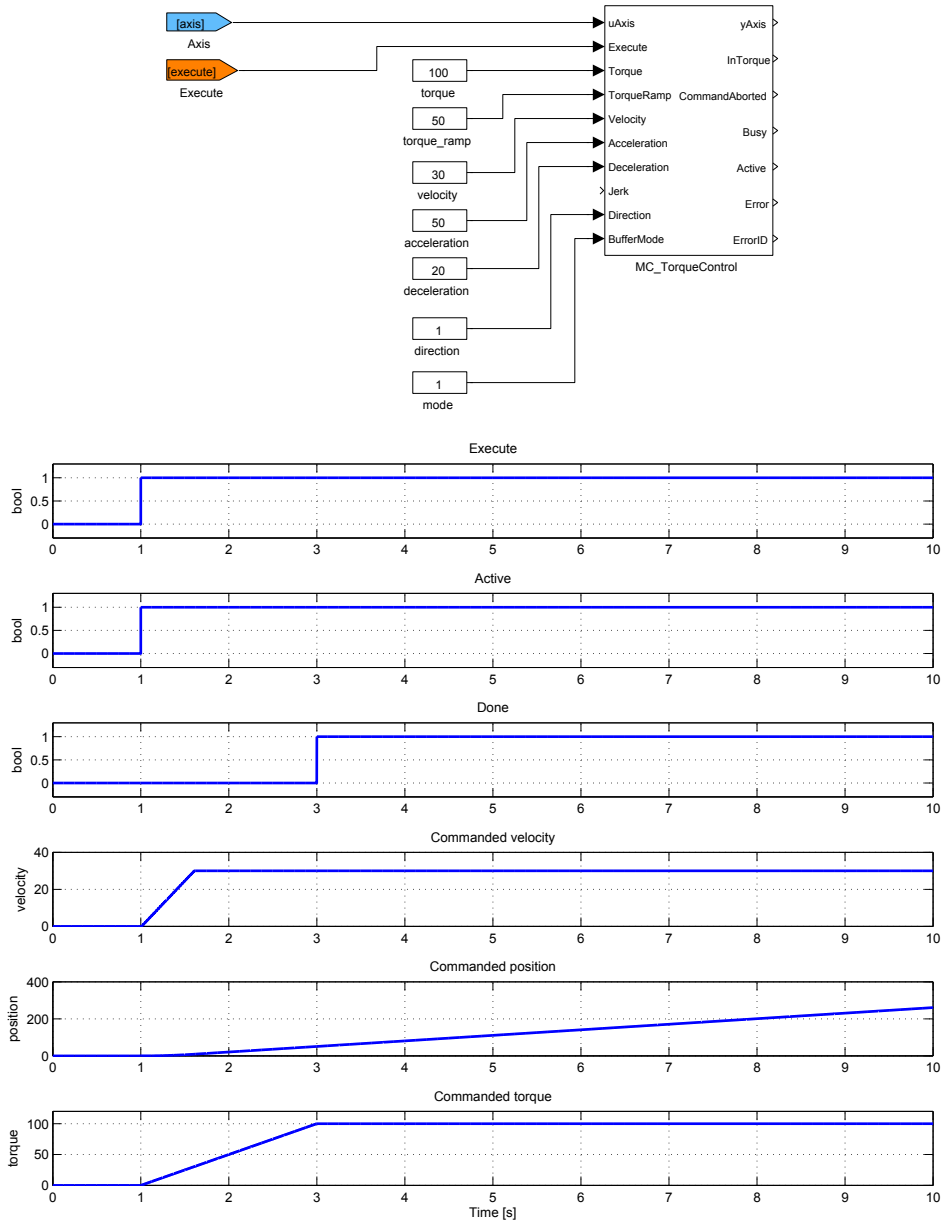 [axis]
Axis
[execute]
Execute
100
torque
50
torque_ramp
30
velocity
50
acceleration
20
deceleration
1
direction
1
mode
uAxis
Execute
Torque
TorqueRamp
Velocity
Acceleration
Deceleration
Jerk
Direction
BufferMode
yAxis
InTorque
CommandAborted
Busy
Active
Error
ErrorID
MC_TorqueControl
Execute
bool
1
0.5
0
0 1 2 3 4 5 6 7 8 9 10
Active
bool
1
0.5
0
0 1 2 3 4 5 6 7 8 9 10
Done
bool
1
0.5
0
0 1 2 3 4 5 6 7 8 9 10
Commanded velocity
velocity
40
20
0
0 1 2 3 4 5 6 7 8 9 10
Commanded position
position
400
200
0
0 1 2 3 4 5 6 7 8 9 10
Commanded torque
torque
100
50
0
0 1 2 3 4 5 6 7 8 9 10
Time [s]